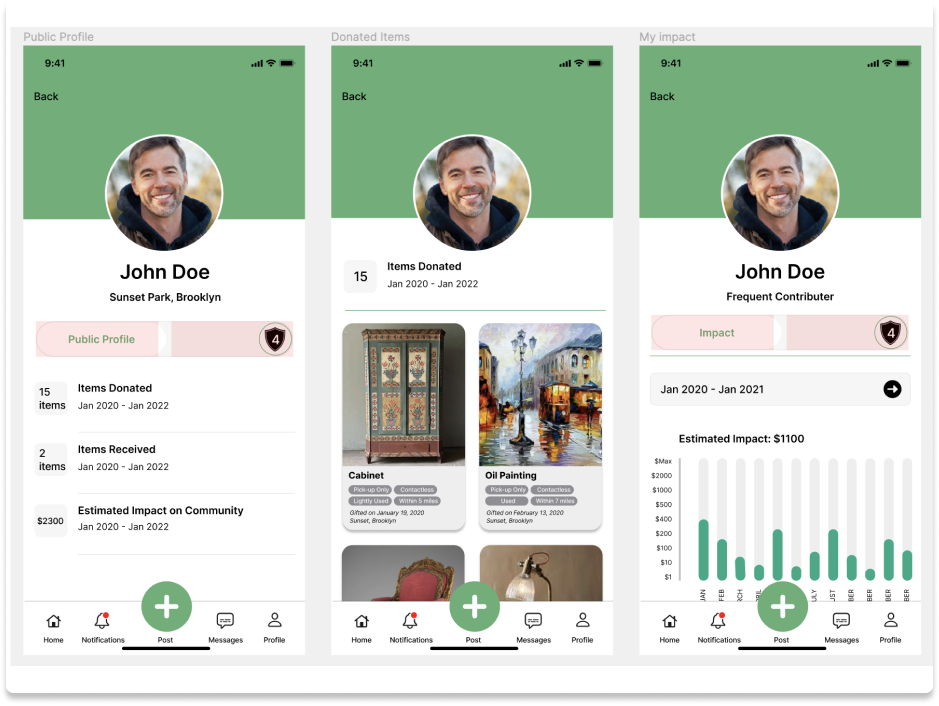 Public Profile
9:41
Back
John Doe
Sunset Park, Brooklyn
Public Profile
4
15
items
Items Donated
Jan 2020 - Jan 2022
2
items
Items Received
Jan 2020 - Jan 2022
$2300
Estimated Impact on Community
Jan 2020 - Jan 2022
Home
Notifications
Post
Messages
Profile
Donated Items
9:41
Back
15
Items Donated
Jan 2020 - Jan 2022
Cabinet
Pick-up Only
Contactless
Lightly Used
Within 5 miles
Gifted on January 19, 2020
Sunset, Brooklyn
Oil Painting
Pick-up Only
Contactless
Used
Within 7 miles
Gifted on February 13, 2020
Sunset, Brooklyn
Home
Notifications
Post
Messages
Profile
My impact
9:41
Back
John Doe
Frequent Contributer
Impact
4
Jan 2020 - Jan 2021
Estimated Impact: $1100
$Max
$2000
$1000
$500
$400
$200
$100
$10
$1
JAN
FEB
RCH
RIL
ULY
UST
BER
BER
BER
BER
Home
Notifications
Post
Messages
Profile